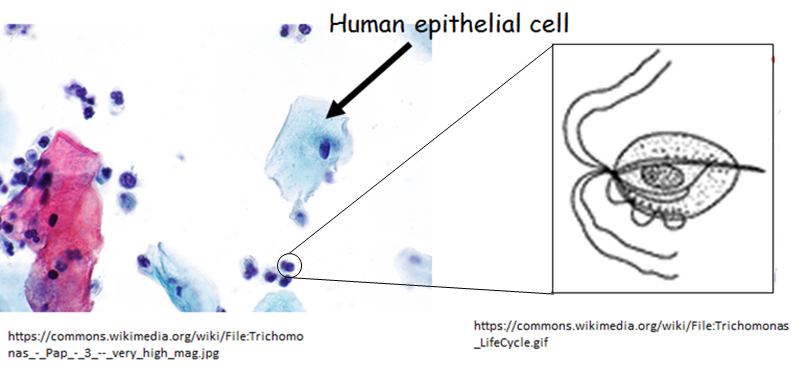 Human epithelial cell
https://commons.wikimedia.org/wiki/File:Trichomo
nas_-_Pap_-_3_--_very_high_mag.jpg
https://commons.wikimedia.org/wiki/File:Trichomonas
_LifeCycle.gif